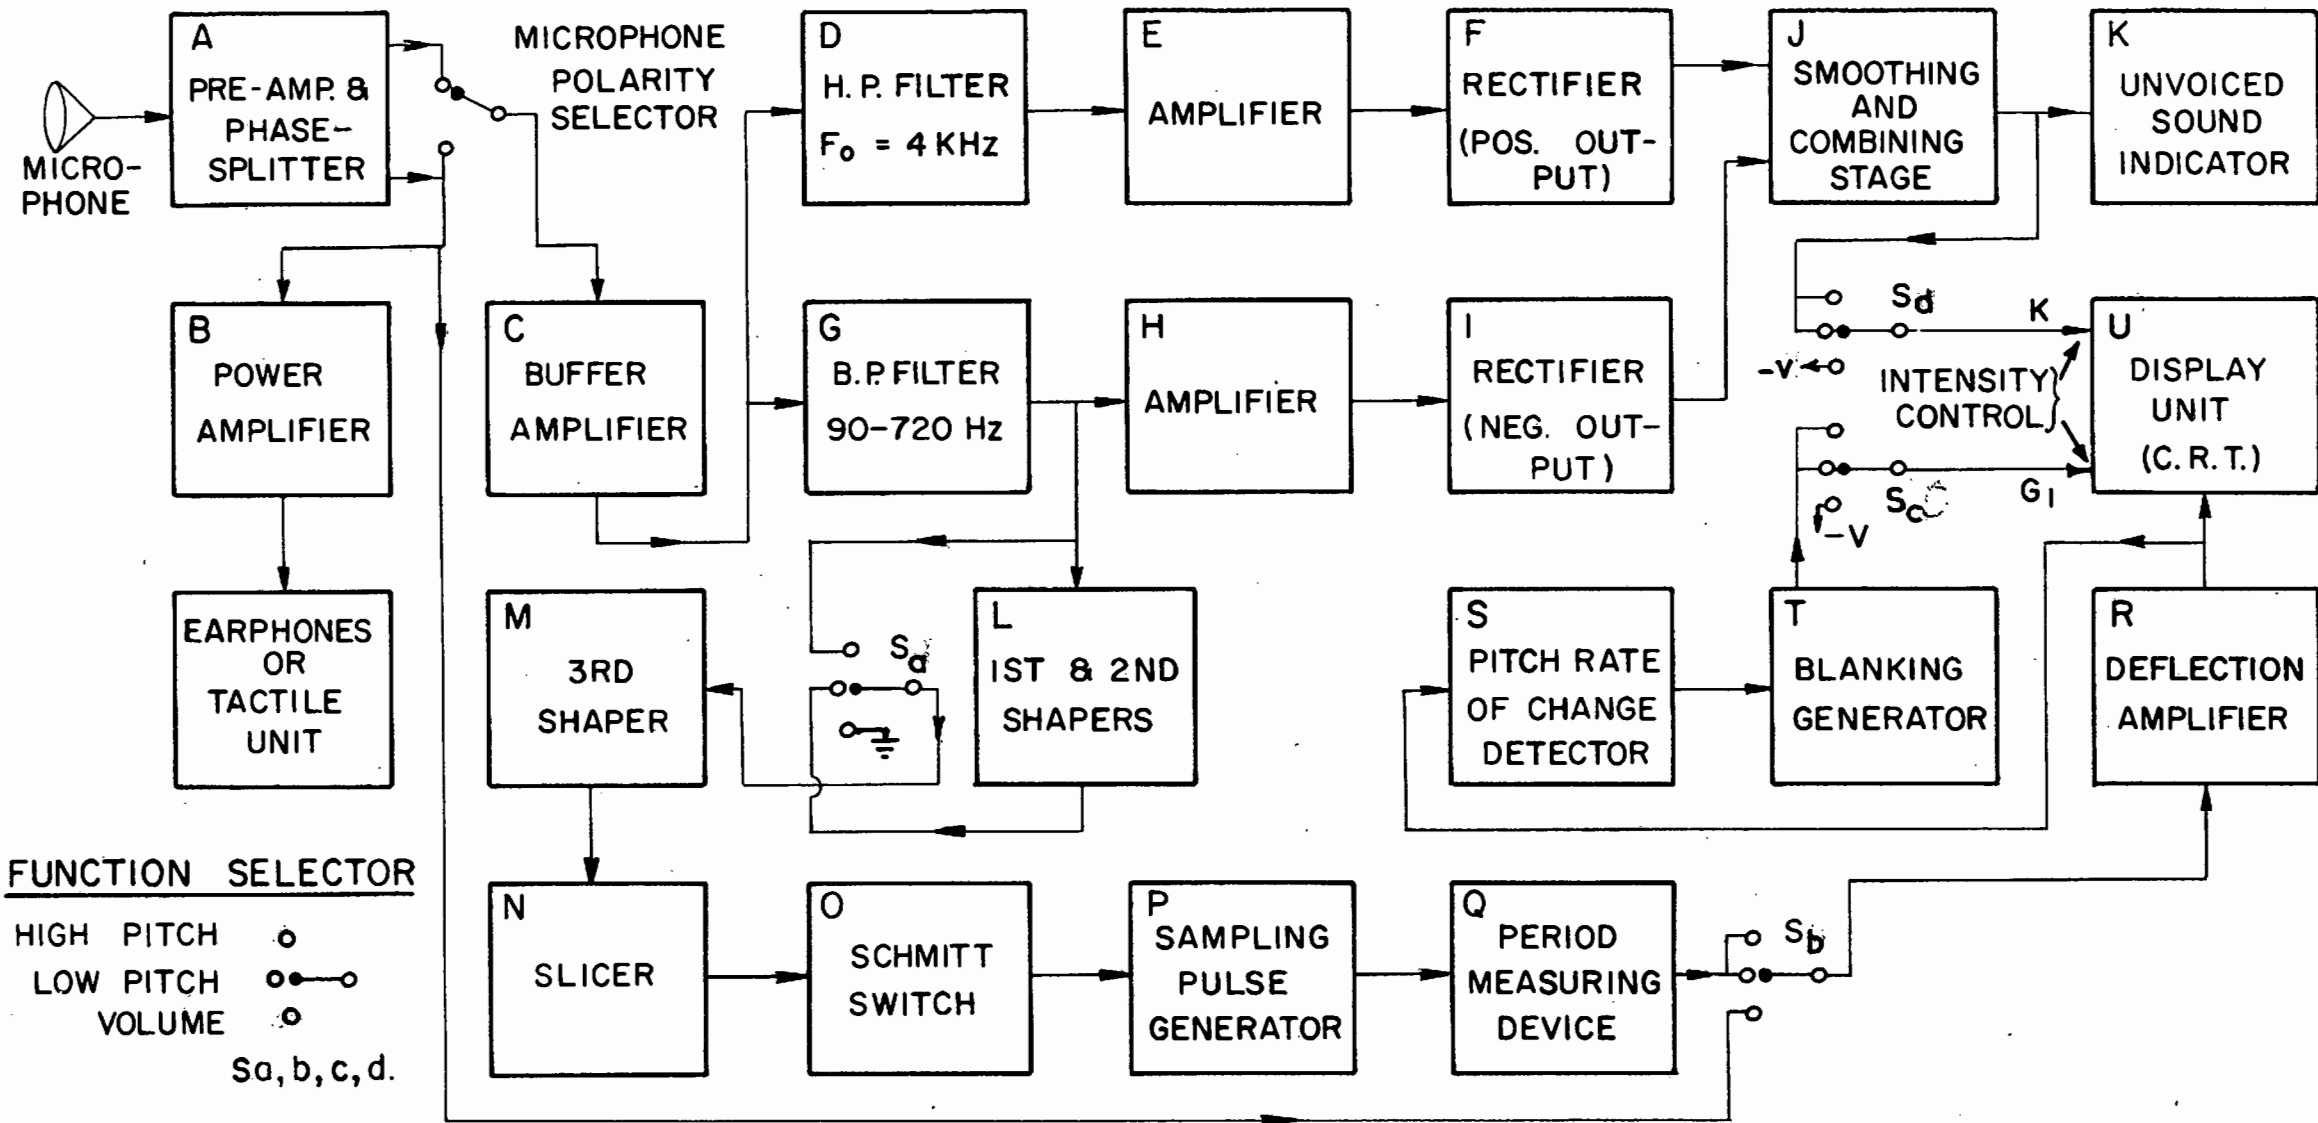 MICRO-
PHONE
A
PRE-AMP. &
PHASE-
SPLITTER
MICROPHONE
POLARITY
SELECTOR
D
H. P. FILTER
F₀ = 4 KHz
E
AMPLIFIER
F
RECTIFIER
(POS. OUT-
PUT)
J
SMOOTHING
AND
COMBINING
STAGE
K
UNVOICED
SOUND
INDICATOR
B
POWER
AMPLIFIER
C
BUFFER
AMPLIFIER
G
B.P. FILTER
90-720 Hz
H
AMPLIFIER
I
RECTIFIER
(NEG. OUT-
PUT)
Sd
K
-V
INTENSITY
CONTROL
Sc
G1
-V
U
DISPLAY
UNIT
(C.R.T.)
EARPHONES
OR
TACTILE
UNIT
M
3RD
SHAPER
Sa
L
1ST & 2ND
SHAPERS
S
PITCH RATE
OF CHANGE
DETECTOR
T
BLANKING
GENERATOR
R
DEFLECTION
AMPLIFIER
FUNCTION SELECTOR
HIGH PITCH
LOW PITCH
VOLUME
Sa, b, c, d.
N
SLICER
O
SCHMITT
SWITCH
P
SAMPLING
PULSE
GENERATOR
Q
PERIOD
MEASURING
DEVICE
Sb